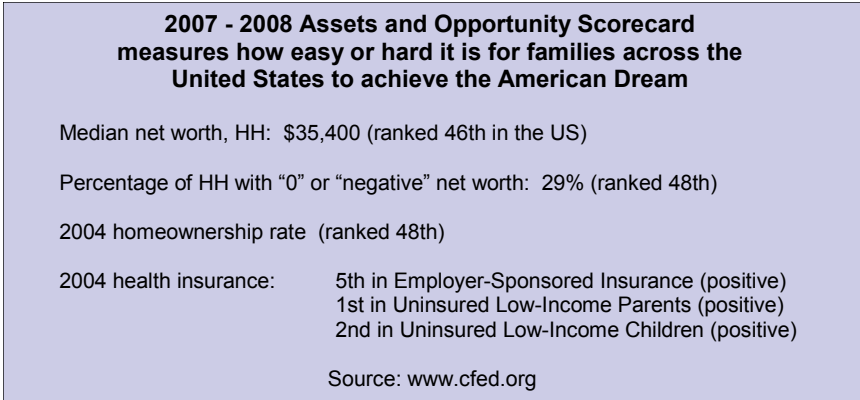 2007 - 2008 Assets and Opportunity Scorecard
measures how easy or hard it is for families across the
United States to achieve the American Dream
Median net worth, HH: $35,400 (ranked 46th in the US)
Percentage of HH with “0” or “negative” net worth: 29% (ranked 48th)
2004 homeownership rate (ranked 48th)
2004 health insurance: 5th in Employer-Sponsored Insurance (positive)
1st in Uninsured Low-Income Parents (positive)
2nd in Uninsured Low-Income Children (positive)
Source: www.cfed.org